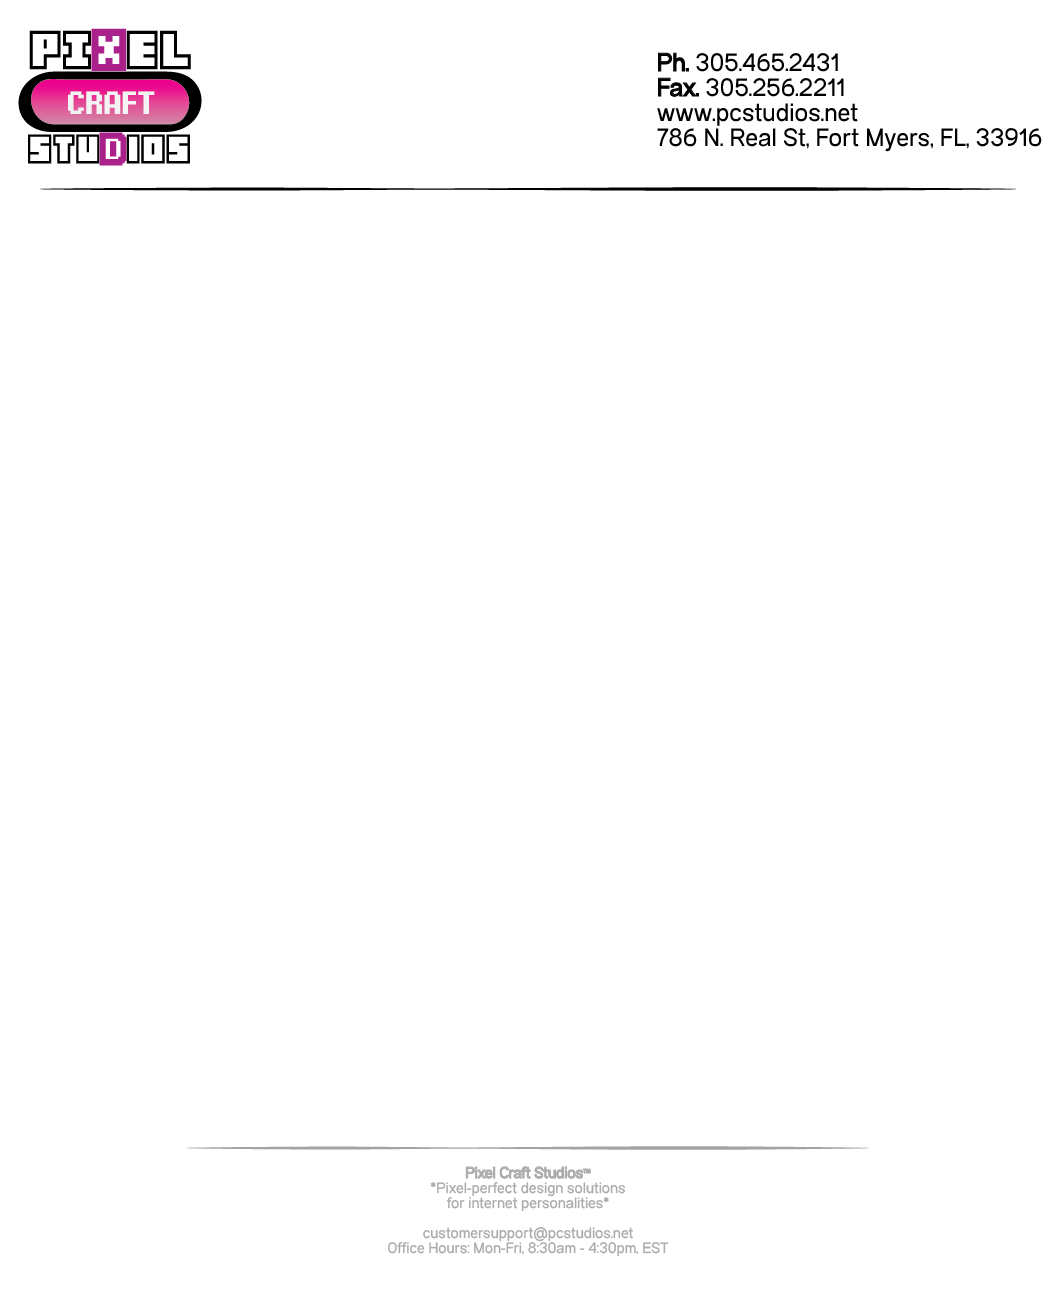 PIXEL
CRAFT
STUDIOS
Ph. 305.465.2431
Fax. 305.256.2211
www.pcstudios.net
786 N. Real St, Fort Myers, FL, 33916
Pixel Craft Studios™
*Pixel-perfect design solutions
for internet personalities*
customersupport@pcstudios.net
Office Hours: Mon-Fri, 8:30am - 4:30pm, EST